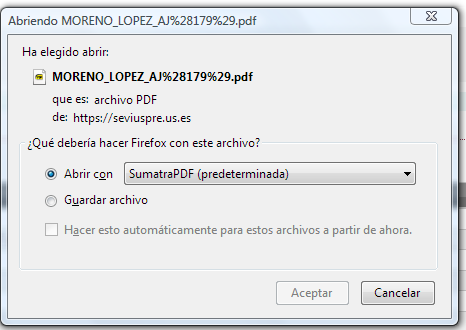 Abriendo MORENO_LOPEZ_AJ%28179%29.pdf
Ha elegido abrir:
MORENO_LOPEZ_AJ%28179%29.pdf
que es: archivo PDF
de: https://seviuspre.us.es
¿Qué debería hacer Firefox con este archivo?
Abrir con SumatraPDF (predeterminada)
Guardar archivo
Hacer esto automáticamente para estos archivos a partir de ahora.
Aceptar Cancelar